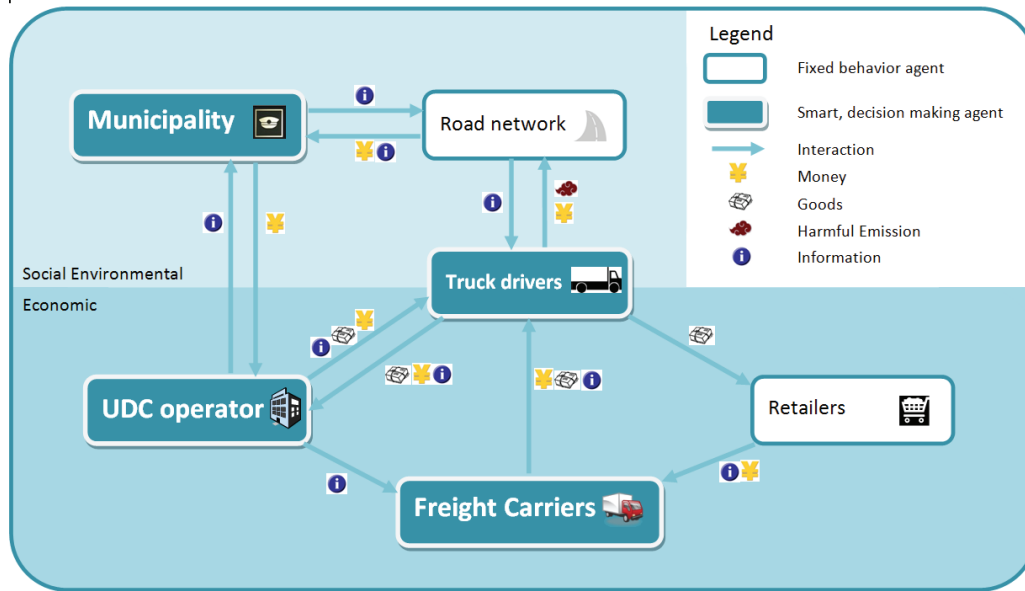 Legend
Fixed behavior agent
Municipality
Smart, decision making agent
Road network
Interaction
Money
Goods
Harmful Emission
Information
Social Environmental
Truck drivers
Economic
UDC operator
Retailers
Freight Carriers